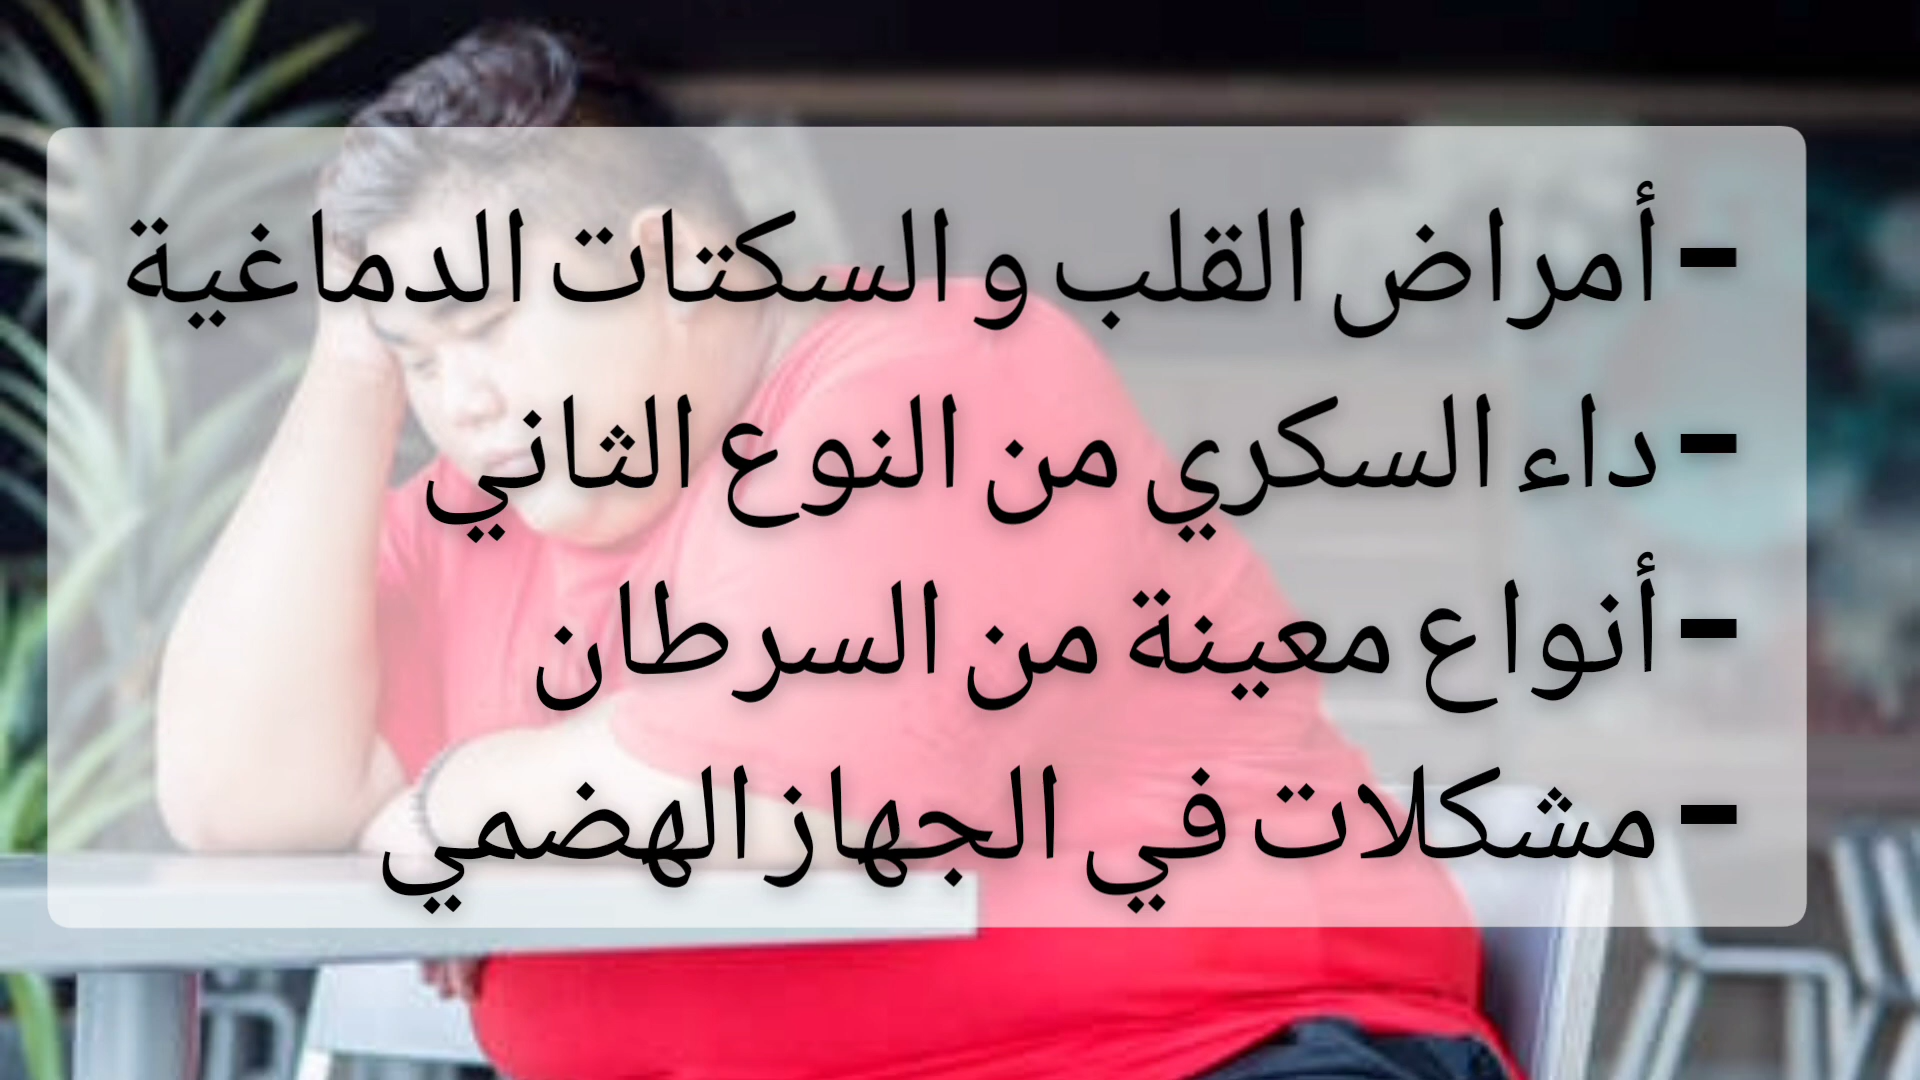 - أمراض القلب و السكتات الدماغية
- داء السكري من النوع الثاني
- أنواع معينة من السرطان
- مشكلات في الجهاز الهضمي